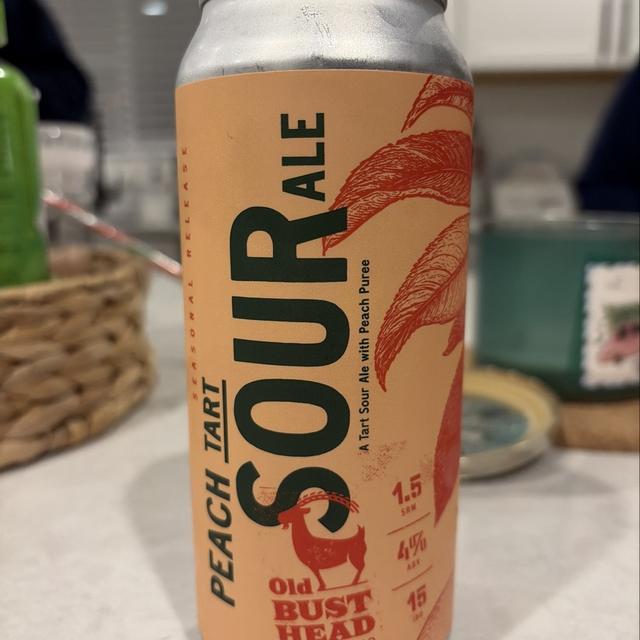 SEASONAL RELEASE
PEACH TART
SOUR ALE
A Tart Sour Ale with Peach Puree
Old
BUST
HEAD
1.5
SRM
4%
ABV
15